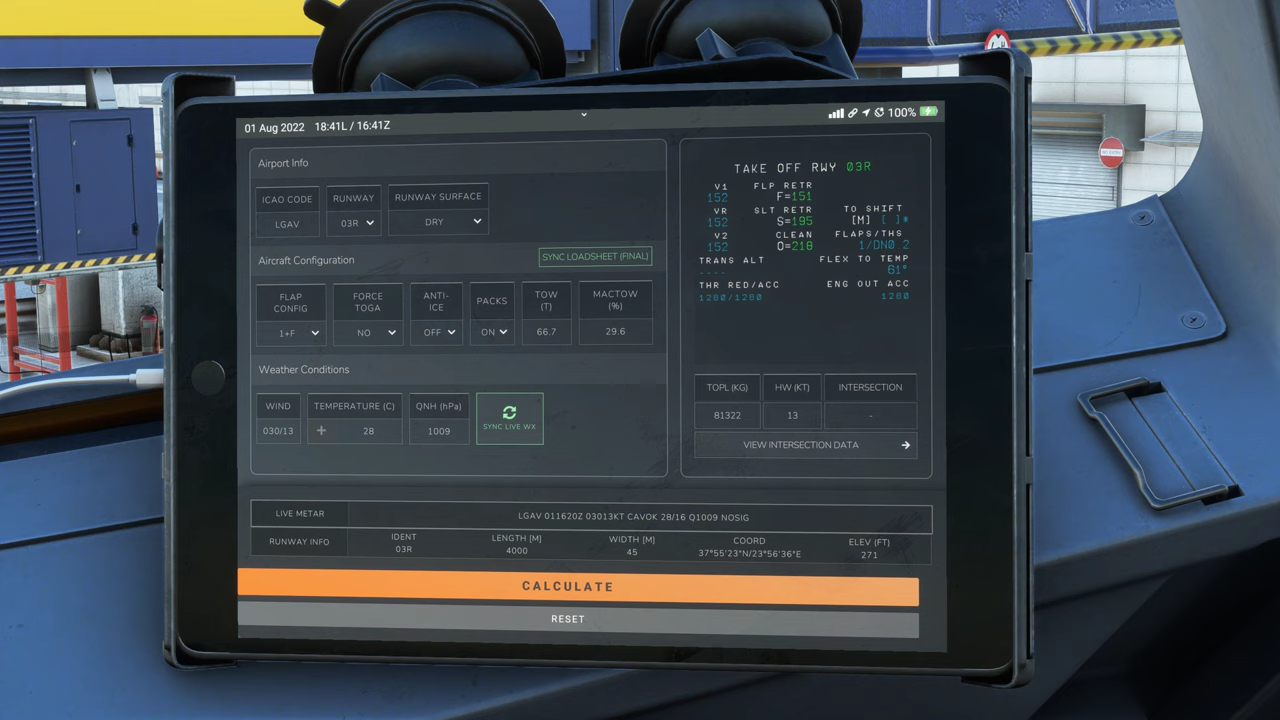 01 Aug 2022 18:41L / 16:41Z
100%
Airport Info
ICAO CODE RUNWAY RUNWAY SURFACE
LGAV 03R DRY
Aircraft Configuration SYNC LOADSHEET (FINAL)
FLAP CONFIG FORCE TOGA ANTI-ICE PACKS TOW (T) MACTOW (%)
1+F NO OFF ON 66.7 29.6
Weather Conditions
WIND TEMPERATURE (C) QNH (hPa)
030/13 + 28 1009
SYNC LIVE WX
TAKE OFF RWY 03R
V1 FLP RETR
152 F=151
VR SLT RETR TO SHIFT
152 S=195 [M] [ ]*
V2 CLEAN FLAPS/THS
152 O=218 1/DN0.2
TRANS ALT FLEX TO TEMP
---- 61°
THR RED/ACC ENG OUT ACC
1280/1280 1280
TOPL (KG) HW (KT) INTERSECTION
81322 13 -
VIEW INTERSECTION DATA
LIVE METAR LGAV 011620Z 03013KT CAVOK 28/16 Q1009 NOSIG
RUNWAY INFO IDENT LENGTH [M] WIDTH [M] COORD ELEV (FT)
03R 4000 45 37°55'23"N/23°56'36"E 271
CALCULATE
RESET